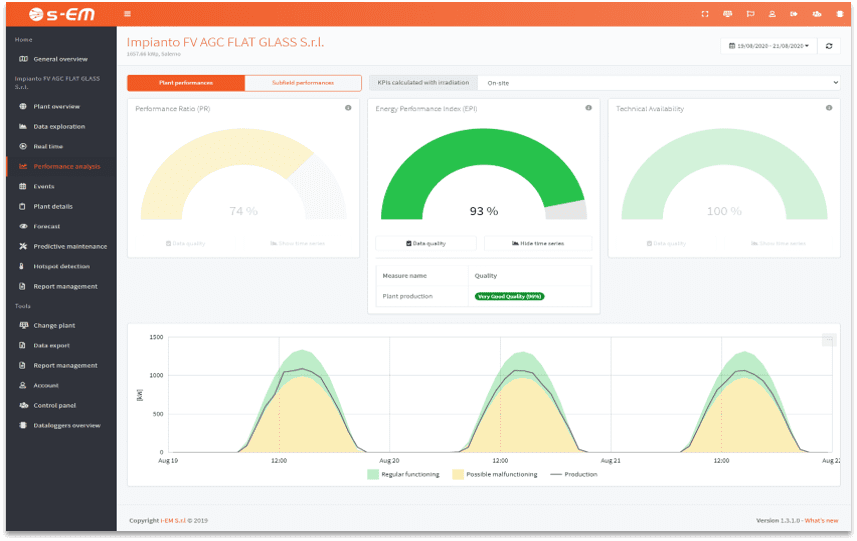 s-EM
Home
General overview
Impianto FV AGC FLAT GLASS
S.r.l.
Plant overview
Data exploration
Real time
Performance analysis
Events
Plant details
Forecast
Predictive maintenance
Hotspot detection
Report management
Tools
Change plant
Data export
Report management
Account
Control panel
Dataloggers overview
Impianto FV AGC FLAT GLASS S.r.l.
Salerno
19/08/2020 - 21/08/2020
Plant performances
Subfield performances
KPIs calculated with irradiation
On-site
Performance Ratio (PR)
74 %
Data quality
Show time series
Energy Performance Index (EPI)
93 %
Data quality
Hide time series
Measure name
Quality
Plant production
Very Good Quality (96%)
Technical Availability
100 %
Data quality
Show time series
1500
1000
500
0
[kW]
Aug 19
12:00
Aug 20
12:00
Aug 21
12:00
Aug 22
Regular functioning
Possible malfunctioning
Production
Copyright i-EM S.r.l © 2019
Version 1.3.1.0 - What's new